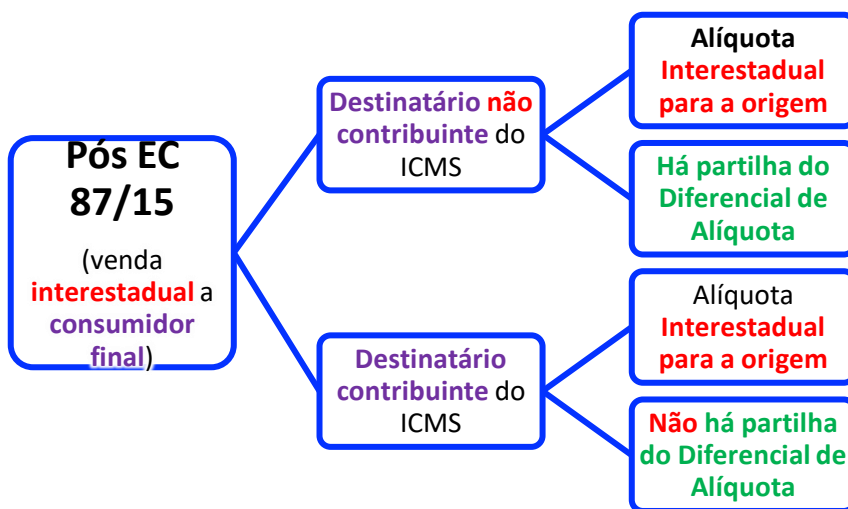 Pós EC
87/15
(venda
interestadual a
consumidor
final)
Destinatário não
contribuinte do
ICMS
Alíquota
Interestadual
para a origem
Há partilha do
Diferencial de
Alíquota
Destinatário
contribuinte do
ICMS
Alíquota
Interestadual
para a origem
Não há partilha
do Diferencial de
Alíquota